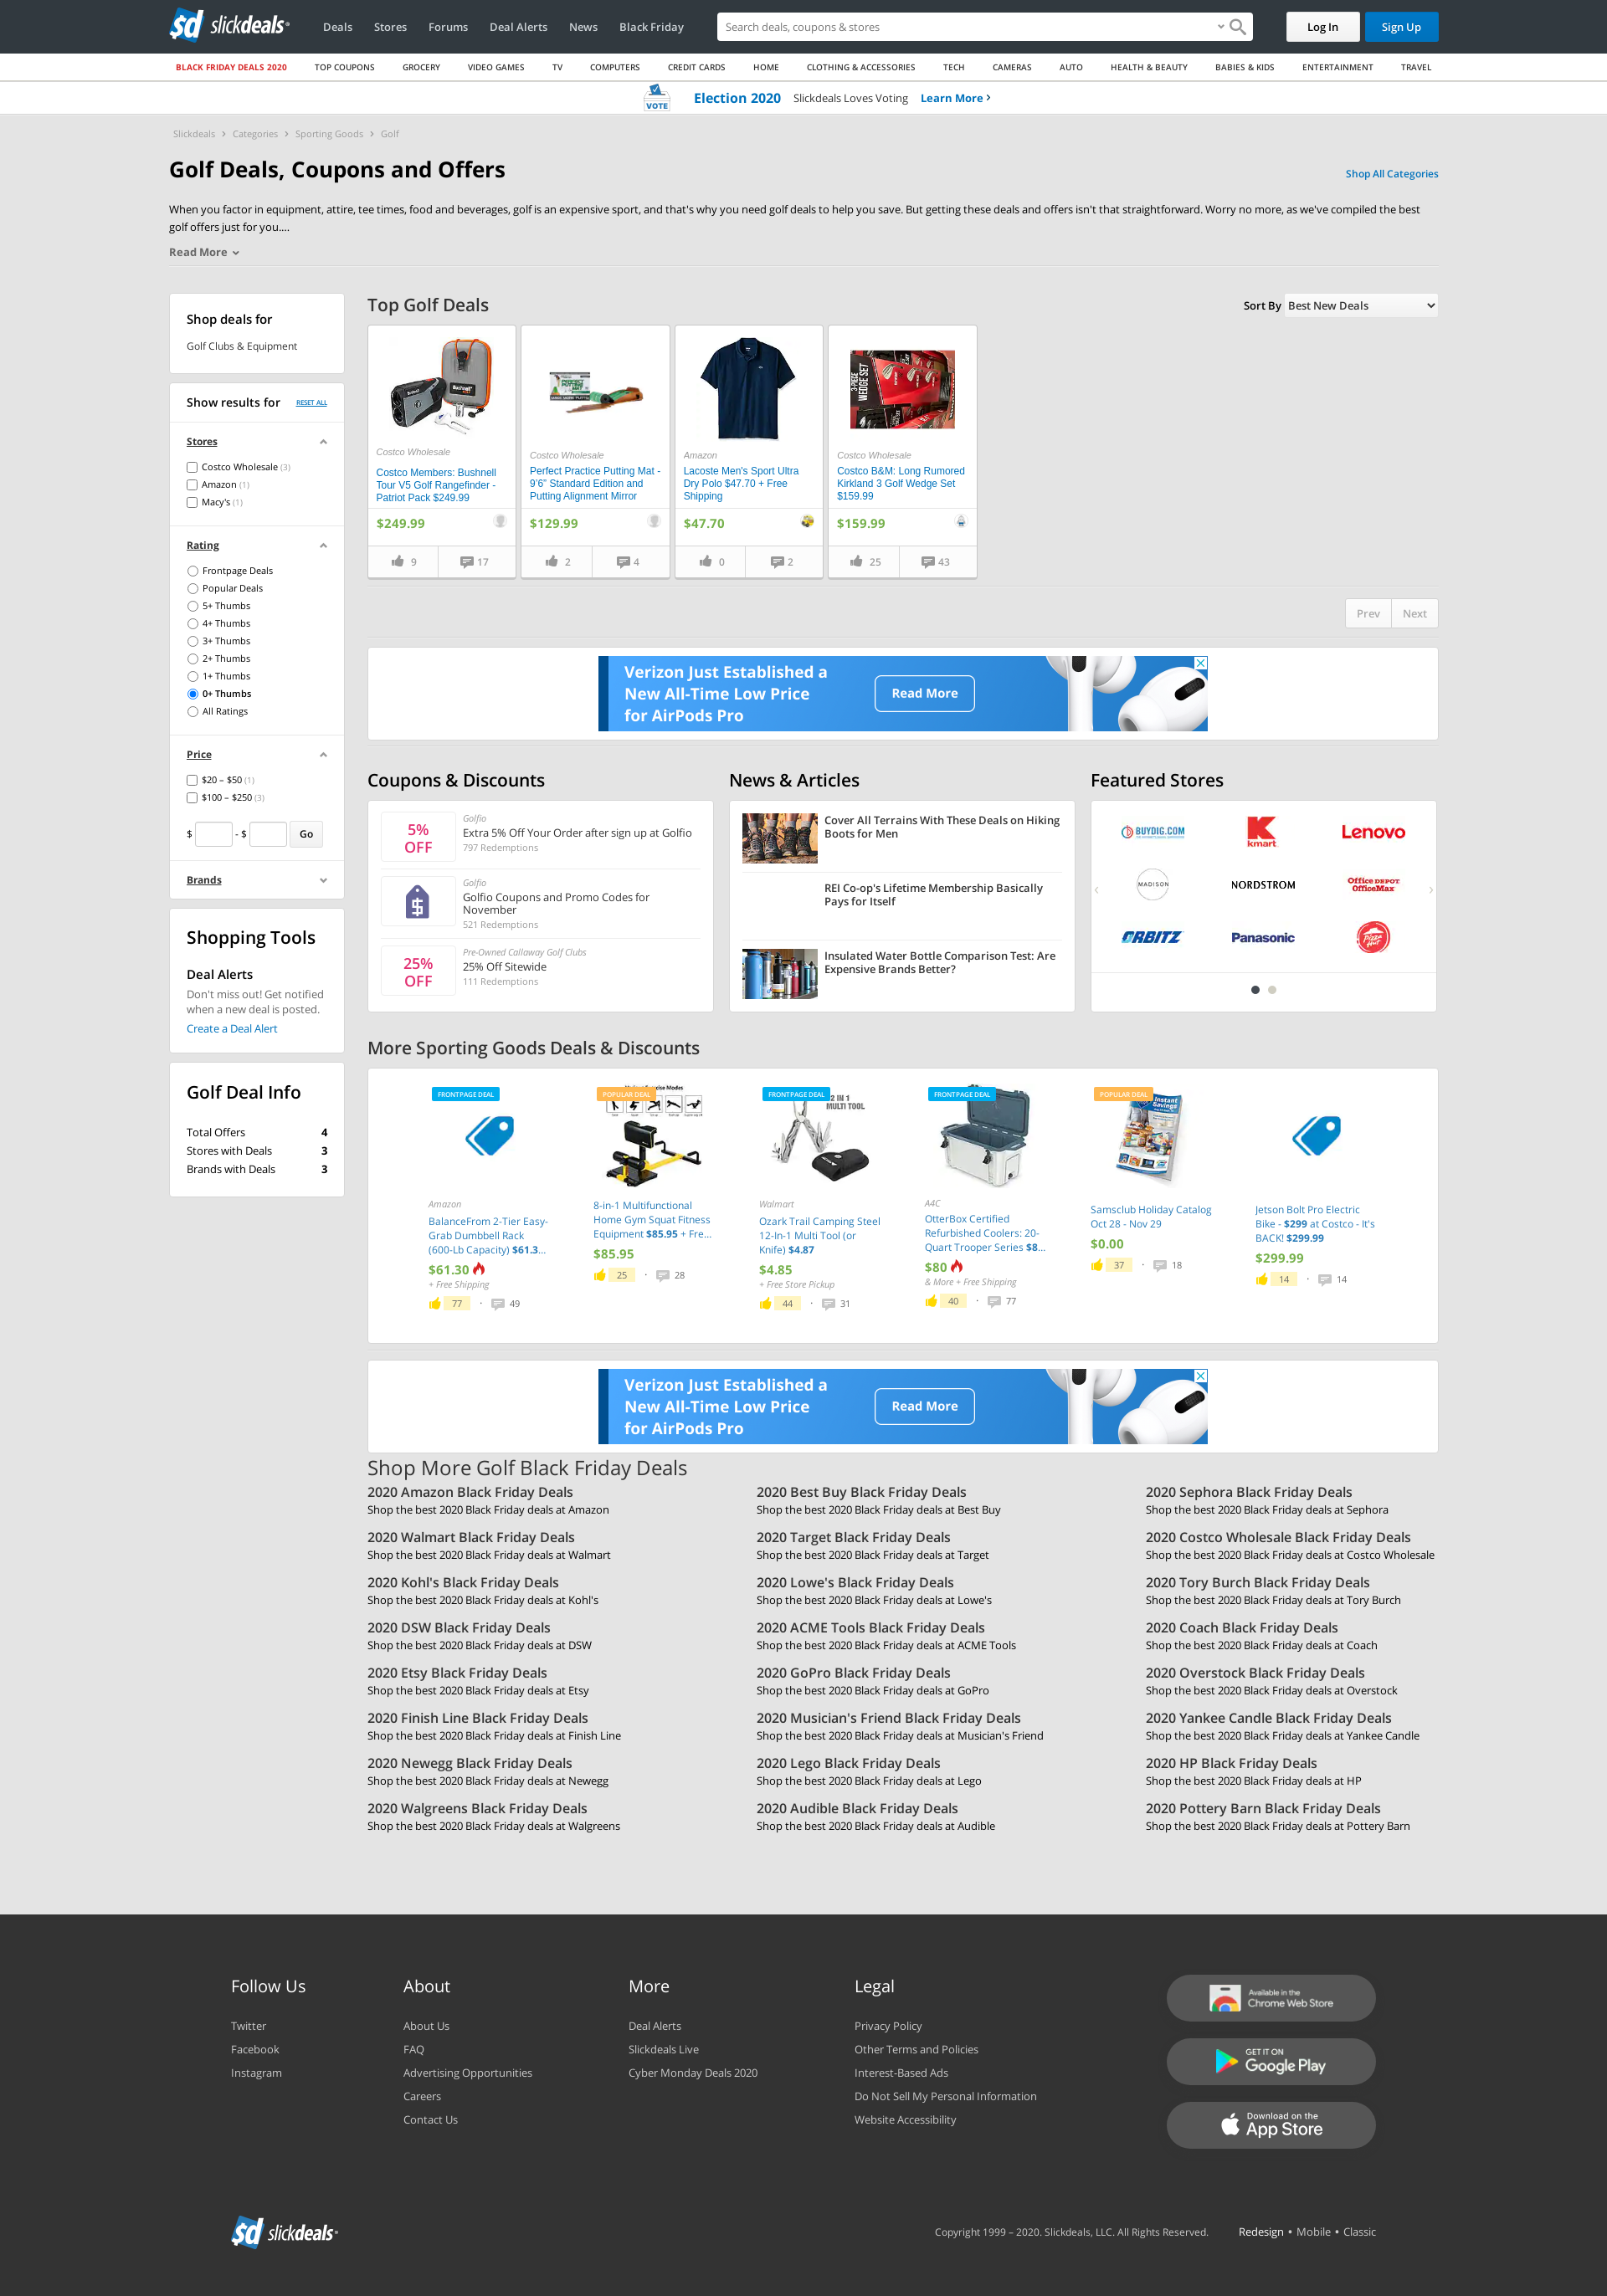 slickdeals
Deals
Stores
Forums
Deal Alerts
News
Black Friday
Search deals, coupons & stores
Log In
Sign Up
BLACK FRIDAY DEALS 2020
TOP COUPONS
GROCERY
VIDEO GAMES
TV
COMPUTERS
CREDIT CARDS
HOME
CLOTHING & ACCESSORIES
TECH
CAMERAS
AUTO
HEALTH & BEAUTY
BABIES & KIDS
ENTERTAINMENT
TRAVEL
VOTE
Election 2020
Slickdeals Loves Voting
Learn More
Slickdeals > Categories > Sporting Goods > Golf
Golf Deals, Coupons and Offers
Shop All Categories
When you factor in equipment, attire, tee times, food and beverages, golf is an expensive sport, and that's why you need golf deals to help you save. But getting these deals and offers isn't that straightforward. Worry no more, as we've compiled the best
golf offers just for you....
Read More
Shop deals for
Golf Clubs & Equipment
Show results for
RESET ALL
Stores
Costco Wholesale (3)
Amazon (1)
Macy's (1)
Rating
Frontpage Deals
Popular Deals
5+ Thumbs
4+ Thumbs
3+ Thumbs
2+ Thumbs
1+ Thumbs
0+ Thumbs
All Ratings
Price
$20 – $50 (1)
$100 – $250 (3)
$ - $ Go
Brands
Shopping Tools
Deal Alerts
Don't miss out! Get notified
when a new deal is posted.
Create a Deal Alert
Golf Deal Info
Total Offers 4
Stores with Deals 3
Brands with Deals 3
Top Golf Deals
Sort By Best New Deals
Costco Wholesale
Costco Members: Bushnell
Tour V5 Golf Rangefinder -
Patriot Pack $249.99
$249.99
9
17
Costco Wholesale
Perfect Practice Putting Mat -
9'6" Standard Edition and
Putting Alignment Mirror
$129.99
2
4
Amazon
Lacoste Men's Sport Ultra
Dry Polo $47.70 + Free
Shipping
$47.70
0
2
3-PIECE
WEDGE SET
Costco Wholesale
Costco B&M: Long Rumored
Kirkland 3 Golf Wedge Set
$159.99
$159.99
25
43
Prev
Next
Verizon Just Established a
New All-Time Low Price
for AirPods Pro
Read More
Coupons & Discounts
5%
OFF
Golfio
Extra 5% Off Your Order after sign up at Golfio
797 Redemptions
Golfio
Golfio Coupons and Promo Codes for
November
521 Redemptions
25%
OFF
Pre-Owned Callaway Golf Clubs
25% Off Sitewide
111 Redemptions
News & Articles
Cover All Terrains With These Deals on Hiking
Boots for Men
REI Co-op's Lifetime Membership Basically
Pays for Itself
Insulated Water Bottle Comparison Test: Are
Expensive Brands Better?
Featured Stores
BUYDIG.COM
kmart
Lenovo
MADISON
NORDSTROM
Office DEPOT
OfficeMax
ORBITZ
Panasonic
Pizza Hut
More Sporting Goods Deals & Discounts
FRONTPAGE DEAL
Amazon
BalanceFrom 2-Tier Easy-
Grab Dumbbell Rack
(600-Lb Capacity) $61.3...
$61.30
+ Free Shipping
77
49
POPULAR DEAL
8-in-1 Multifunctional
Home Gym Squat Fitness
Equipment $85.95 + Fre...
$85.95
25
28
FRONTPAGE DEAL
12 IN 1
MULTI TOOL
Walmart
Ozark Trail Camping Steel
12-In-1 Multi Tool (or
Knife) $4.87
$4.85
+ Free Store Pickup
44
31
FRONTPAGE DEAL
A4C
OtterBox Certified
Refurbished Coolers: 20-
Quart Trooper Series $8...
$80
& More + Free Shipping
40
77
POPULAR DEAL
Instant
Savings
Samsclub Holiday Catalog
Oct 28 - Nov 29
$0.00
37
18
Jetson Bolt Pro Electric
Bike - $299 at Costco - It's
BACK! $299.99
$299.99
14
14
Verizon Just Established a
New All-Time Low Price
for AirPods Pro
Read More
Shop More Golf Black Friday Deals
2020 Amazon Black Friday Deals
Shop the best 2020 Black Friday deals at Amazon
2020 Best Buy Black Friday Deals
Shop the best 2020 Black Friday deals at Best Buy
2020 Sephora Black Friday Deals
Shop the best 2020 Black Friday deals at Sephora
2020 Walmart Black Friday Deals
Shop the best 2020 Black Friday deals at Walmart
2020 Target Black Friday Deals
Shop the best 2020 Black Friday deals at Target
2020 Costco Wholesale Black Friday Deals
Shop the best 2020 Black Friday deals at Costco Wholesale
2020 Kohl's Black Friday Deals
Shop the best 2020 Black Friday deals at Kohl's
2020 Lowe's Black Friday Deals
Shop the best 2020 Black Friday deals at Lowe's
2020 Tory Burch Black Friday Deals
Shop the best 2020 Black Friday deals at Tory Burch
2020 DSW Black Friday Deals
Shop the best 2020 Black Friday deals at DSW
2020 ACME Tools Black Friday Deals
Shop the best 2020 Black Friday deals at ACME Tools
2020 Coach Black Friday Deals
Shop the best 2020 Black Friday deals at Coach
2020 Etsy Black Friday Deals
Shop the best 2020 Black Friday deals at Etsy
2020 GoPro Black Friday Deals
Shop the best 2020 Black Friday deals at GoPro
2020 Overstock Black Friday Deals
Shop the best 2020 Black Friday deals at Overstock
2020 Finish Line Black Friday Deals
Shop the best 2020 Black Friday deals at Finish Line
2020 Musician's Friend Black Friday Deals
Shop the best 2020 Black Friday deals at Musician's Friend
2020 Yankee Candle Black Friday Deals
Shop the best 2020 Black Friday deals at Yankee Candle
2020 Newegg Black Friday Deals
Shop the best 2020 Black Friday deals at Newegg
2020 Lego Black Friday Deals
Shop the best 2020 Black Friday deals at Lego
2020 HP Black Friday Deals
Shop the best 2020 Black Friday deals at HP
2020 Walgreens Black Friday Deals
Shop the best 2020 Black Friday deals at Walgreens
2020 Audible Black Friday Deals
Shop the best 2020 Black Friday deals at Audible
2020 Pottery Barn Black Friday Deals
Shop the best 2020 Black Friday deals at Pottery Barn
Follow Us
Twitter
Facebook
Instagram
About
About Us
FAQ
Advertising Opportunities
Careers
Contact Us
More
Deal Alerts
Slickdeals Live
Cyber Monday Deals 2020
Legal
Privacy Policy
Other Terms and Policies
Interest-Based Ads
Do Not Sell My Personal Information
Website Accessibility
Available in the
Chrome Web Store
GET IT ON
Google Play
Download on the
App Store
slickdeals
Copyright 1999 – 2020. Slickdeals, LLC. All Rights Reserved.
Redesign • Mobile • Classic